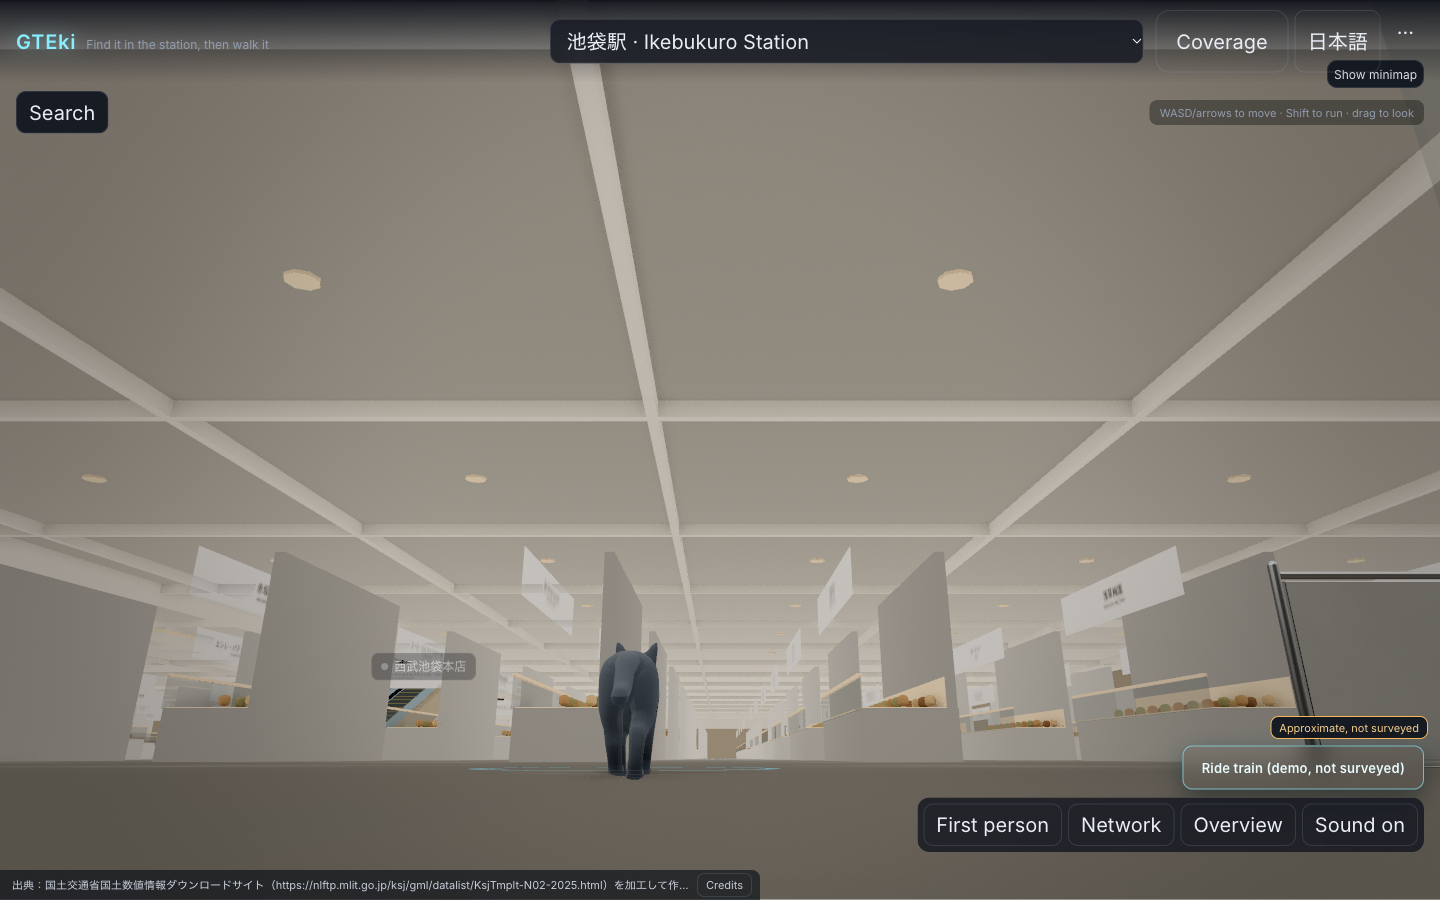 GTEki Find it in the station, then walk it
池袋駅 · Ikebukuro Station
Coverage
日本語
...
Show minimap
Search
WASD/arrows to move · Shift to run · drag to look
西武池袋本店
Approximate, not surveyed
Ride train (demo, not surveyed)
First person
Network
Overview
Sound on
出典：国土交通省国土数値情報ダウンロードサイト（https://nlftp.mlit.go.jp/ksj/gml/datalist/KsjTmplt-N02-2025.html）を加工して作...
Credits